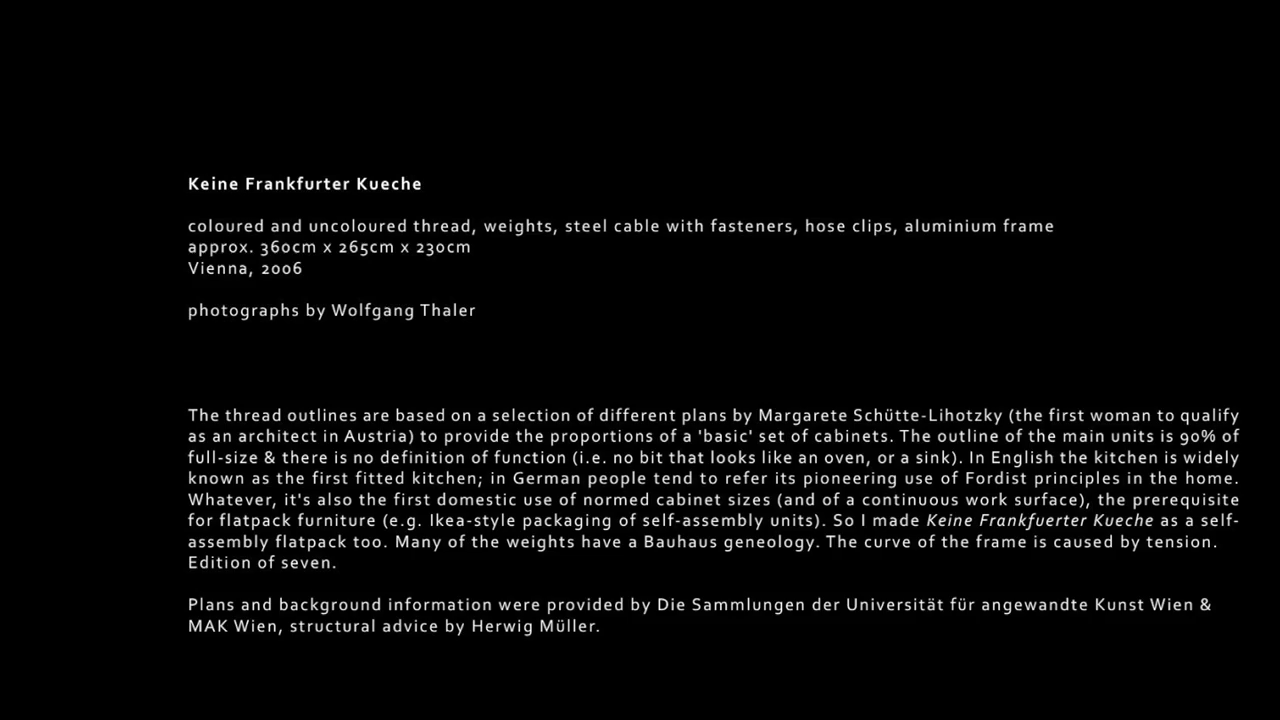 Keine Frankfurter Kueche
coloured and uncoloured thread, weights, steel cable with fasteners, hose clips, aluminium frame
approx. 360cm x 265cm x 230cm
Vienna, 2006
photographs by Wolfgang Thaler
The thread outlines are based on a selection of different plans by Margarete Schütte-Lihotzky (the first woman to qualify
as an architect in Austria) to provide the proportions of a 'basic' set of cabinets. The outline of the main units is 90% of
full-size & there is no definition of function (i.e. no bit that looks like an oven, or a sink). In English the kitchen is widely
known as the first fitted kitchen; in German people tend to refer its pioneering use of Fordist principles in the home.
Whatever, it's also the first domestic use of normed cabinet sizes (and of a continuous work surface), the prerequisite
for flatpack furniture (e.g. Ikea-style packaging of self-assembly units). So I made Keine Frankfuerter Kueche as a self-
assembly flatpack too. Many of the weights have a Bauhaus geneology. The curve of the frame is caused by tension.
Edition of seven.
Plans and background information were provided by Die Sammlungen der Universität für angewandte Kunst Wien &
MAK Wien, structural advice by Herwig Müller.